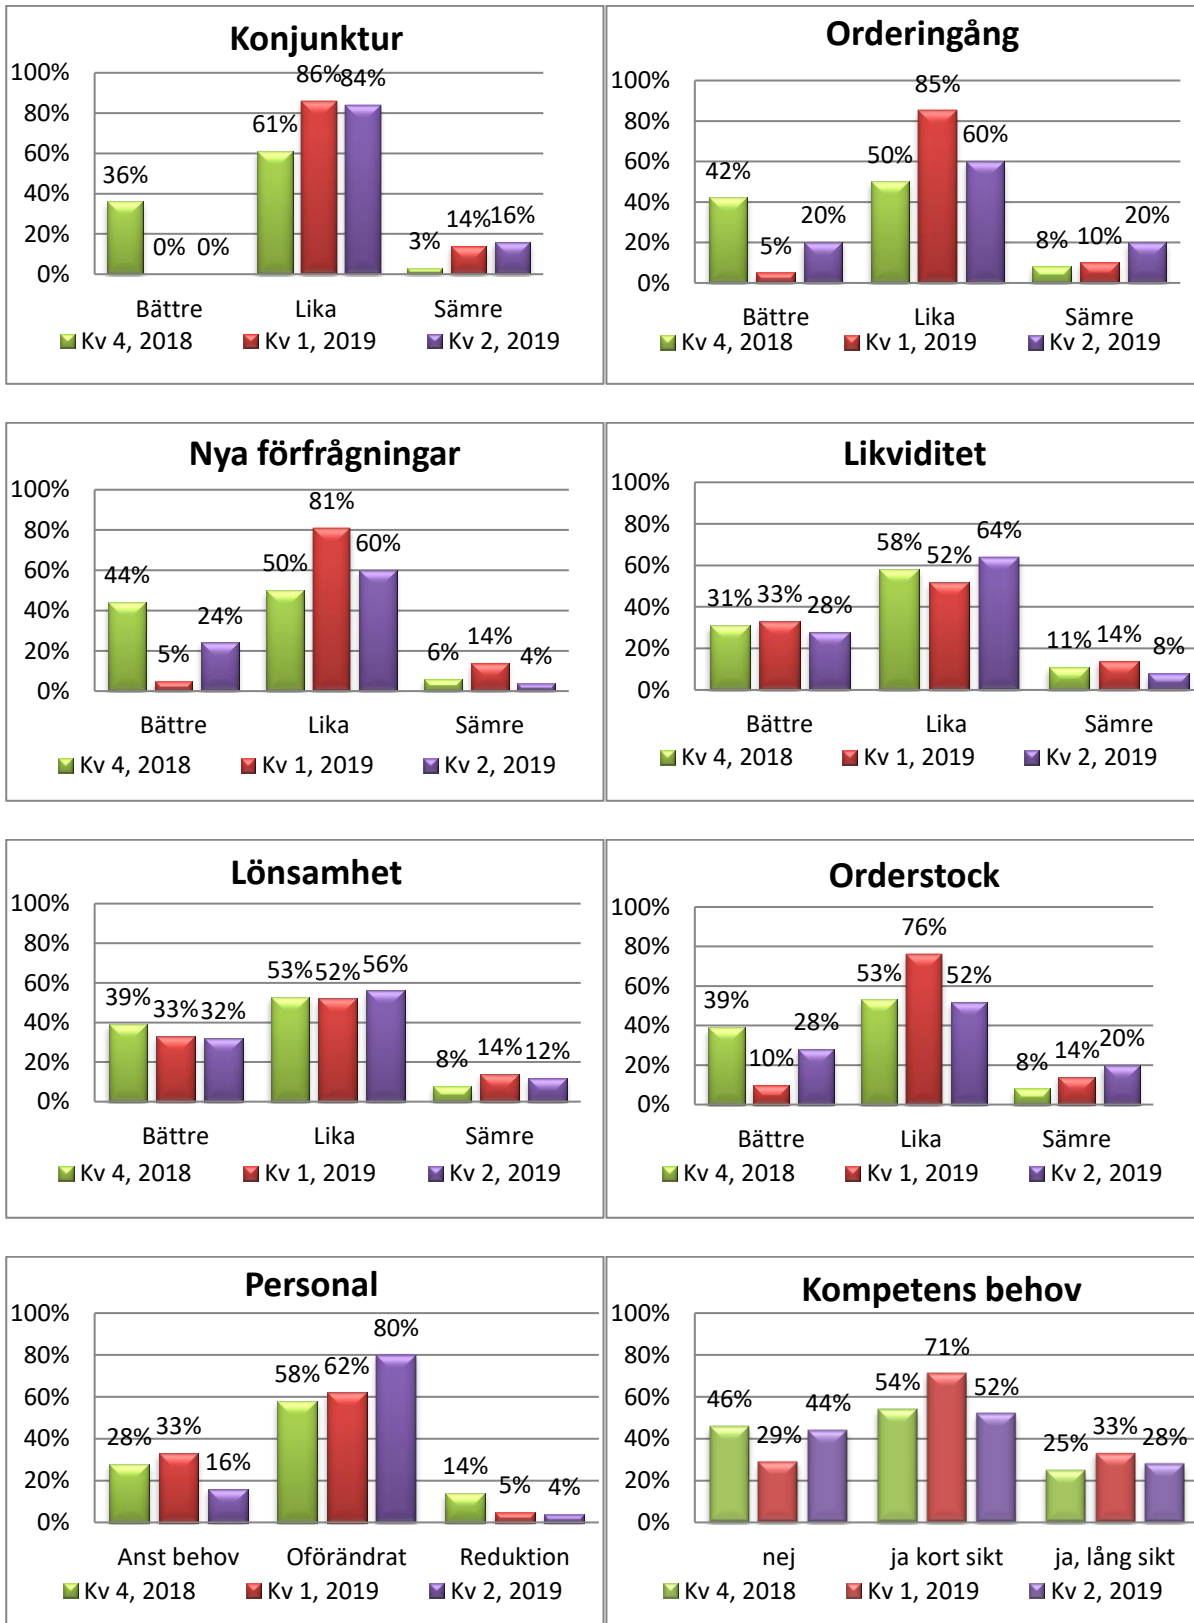 Konjunktur
100%
80%
60%
40%
20%
0%
36%
0%
0%
61%
86%
84%
3%
14%
16%
Bättre
Lika
Sämre
Kv 4, 2018
Kv 1, 2019
Kv 2, 2019
Orderingång
100%
80%
60%
40%
20%
0%
42%
5%
20%
50%
85%
60%
8%
10%
20%
Bättre
Lika
Sämre
Kv 4, 2018
Kv 1, 2019
Kv 2, 2019
Nya förfrågningar
100%
80%
60%
40%
20%
0%
44%
5%
24%
50%
81%
60%
6%
14%
4%
Bättre
Lika
Sämre
Kv 4, 2018
Kv 1, 2019
Kv 2, 2019
Likviditet
100%
80%
60%
40%
20%
0%
31%
33%
28%
58%
52%
64%
11%
14%
8%
Bättre
Lika
Sämre
Kv 4, 2018
Kv 1, 2019
Kv 2, 2019
Lönsamhet
100%
80%
60%
40%
20%
0%
39%
33%
32%
53%
52%
56%
8%
14%
12%
Bättre
Lika
Sämre
Kv 4, 2018
Kv 1, 2019
Kv 2, 2019
Orderstock
100%
80%
60%
40%
20%
0%
39%
10%
28%
53%
76%
52%
8%
14%
20%
Bättre
Lika
Sämre
Kv 4, 2018
Kv 1, 2019
Kv 2, 2019
Personal
100%
80%
60%
40%
20%
0%
28%
33%
16%
58%
62%
80%
14%
5%
4%
Anst behov
Oförändrat
Reduktion
Kv 4, 2018
Kv 1, 2019
Kv 2, 2019
Kompetens behov
100%
80%
60%
40%
20%
0%
46%
29%
44%
54%
71%
52%
25%
33%
28%
nej
ja kort sikt
ja, lång sikt
Kv 4, 2018
Kv 1, 2019
Kv 2, 2019